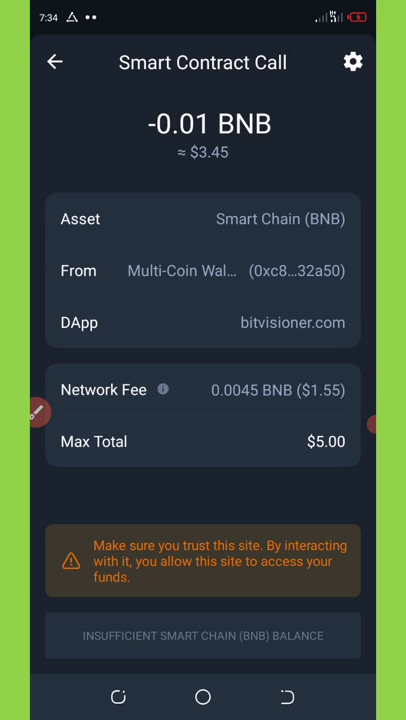 7:34
6
Smart Contract Call
-0.01 BNB
≈ $3.45
Asset Smart Chain (BNB)
From Multi-Coin Wal... (0xc8...32a50)
DApp bitvisioner.com
Network Fee 0.0045 BNB ($1.55)
Max Total $5.00
Make sure you trust this site. By interacting
with it, you allow this site to access your
funds.
INSUFFICIENT SMART CHAIN (BNB) BALANCE